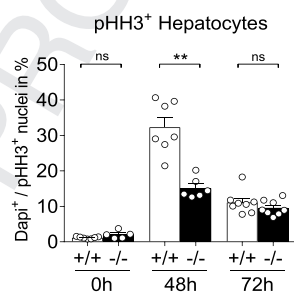 pHH3⁺ Hepatocytes
Dapi⁺ / pHH3⁺ nuclei in %
ns ** ns
50
40
30
20
10
0
+/+ -/- +/+ -/- +/+ -/-
0h 48h 72h